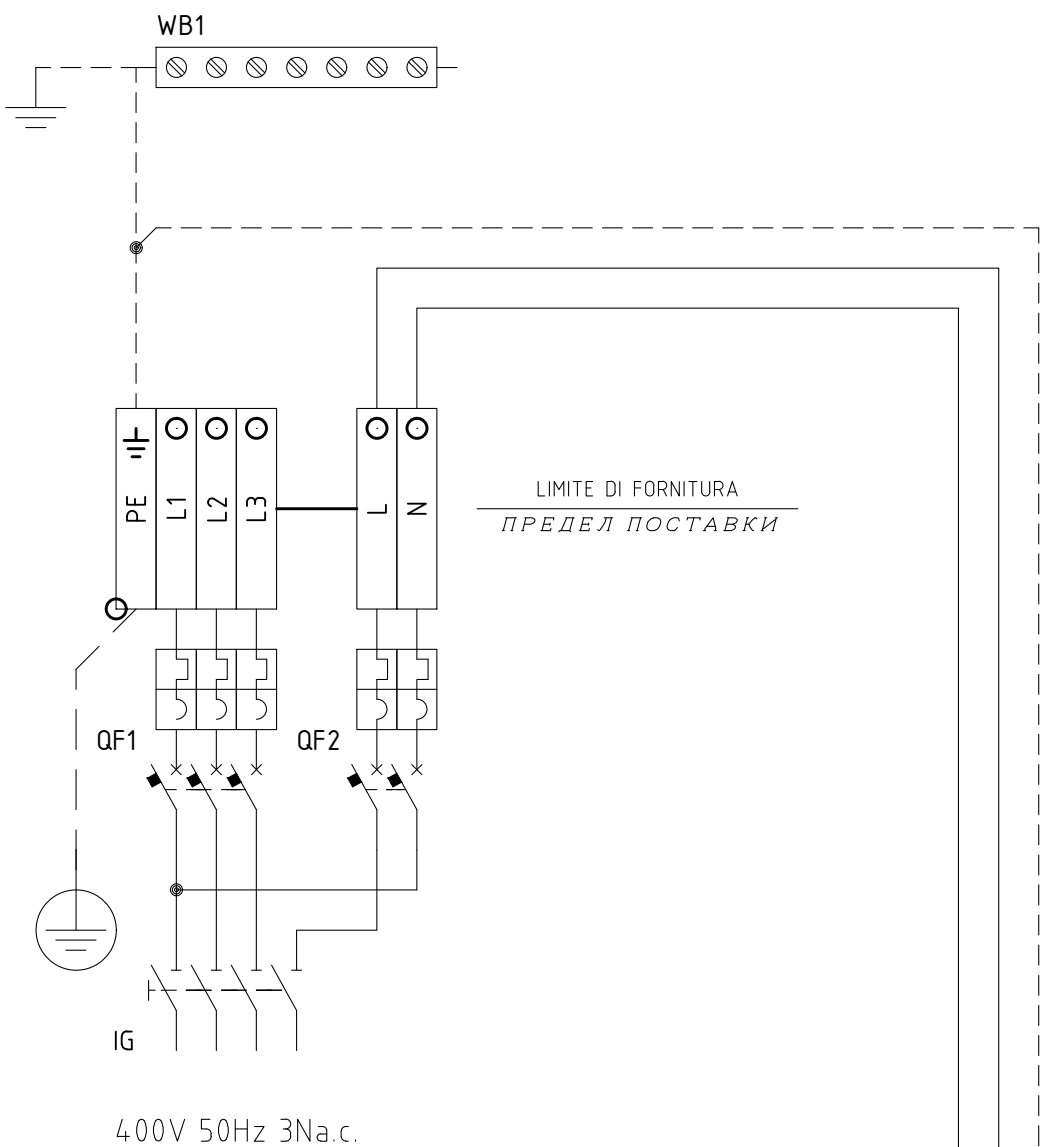 WB1
PE
L1
L2
L3
L
N
LIMITE DI FORNITURA
ПРЕДЕЛ ПОСТАВКИ
QF1
QF2
IG
400V 50Hz 3Na.c.